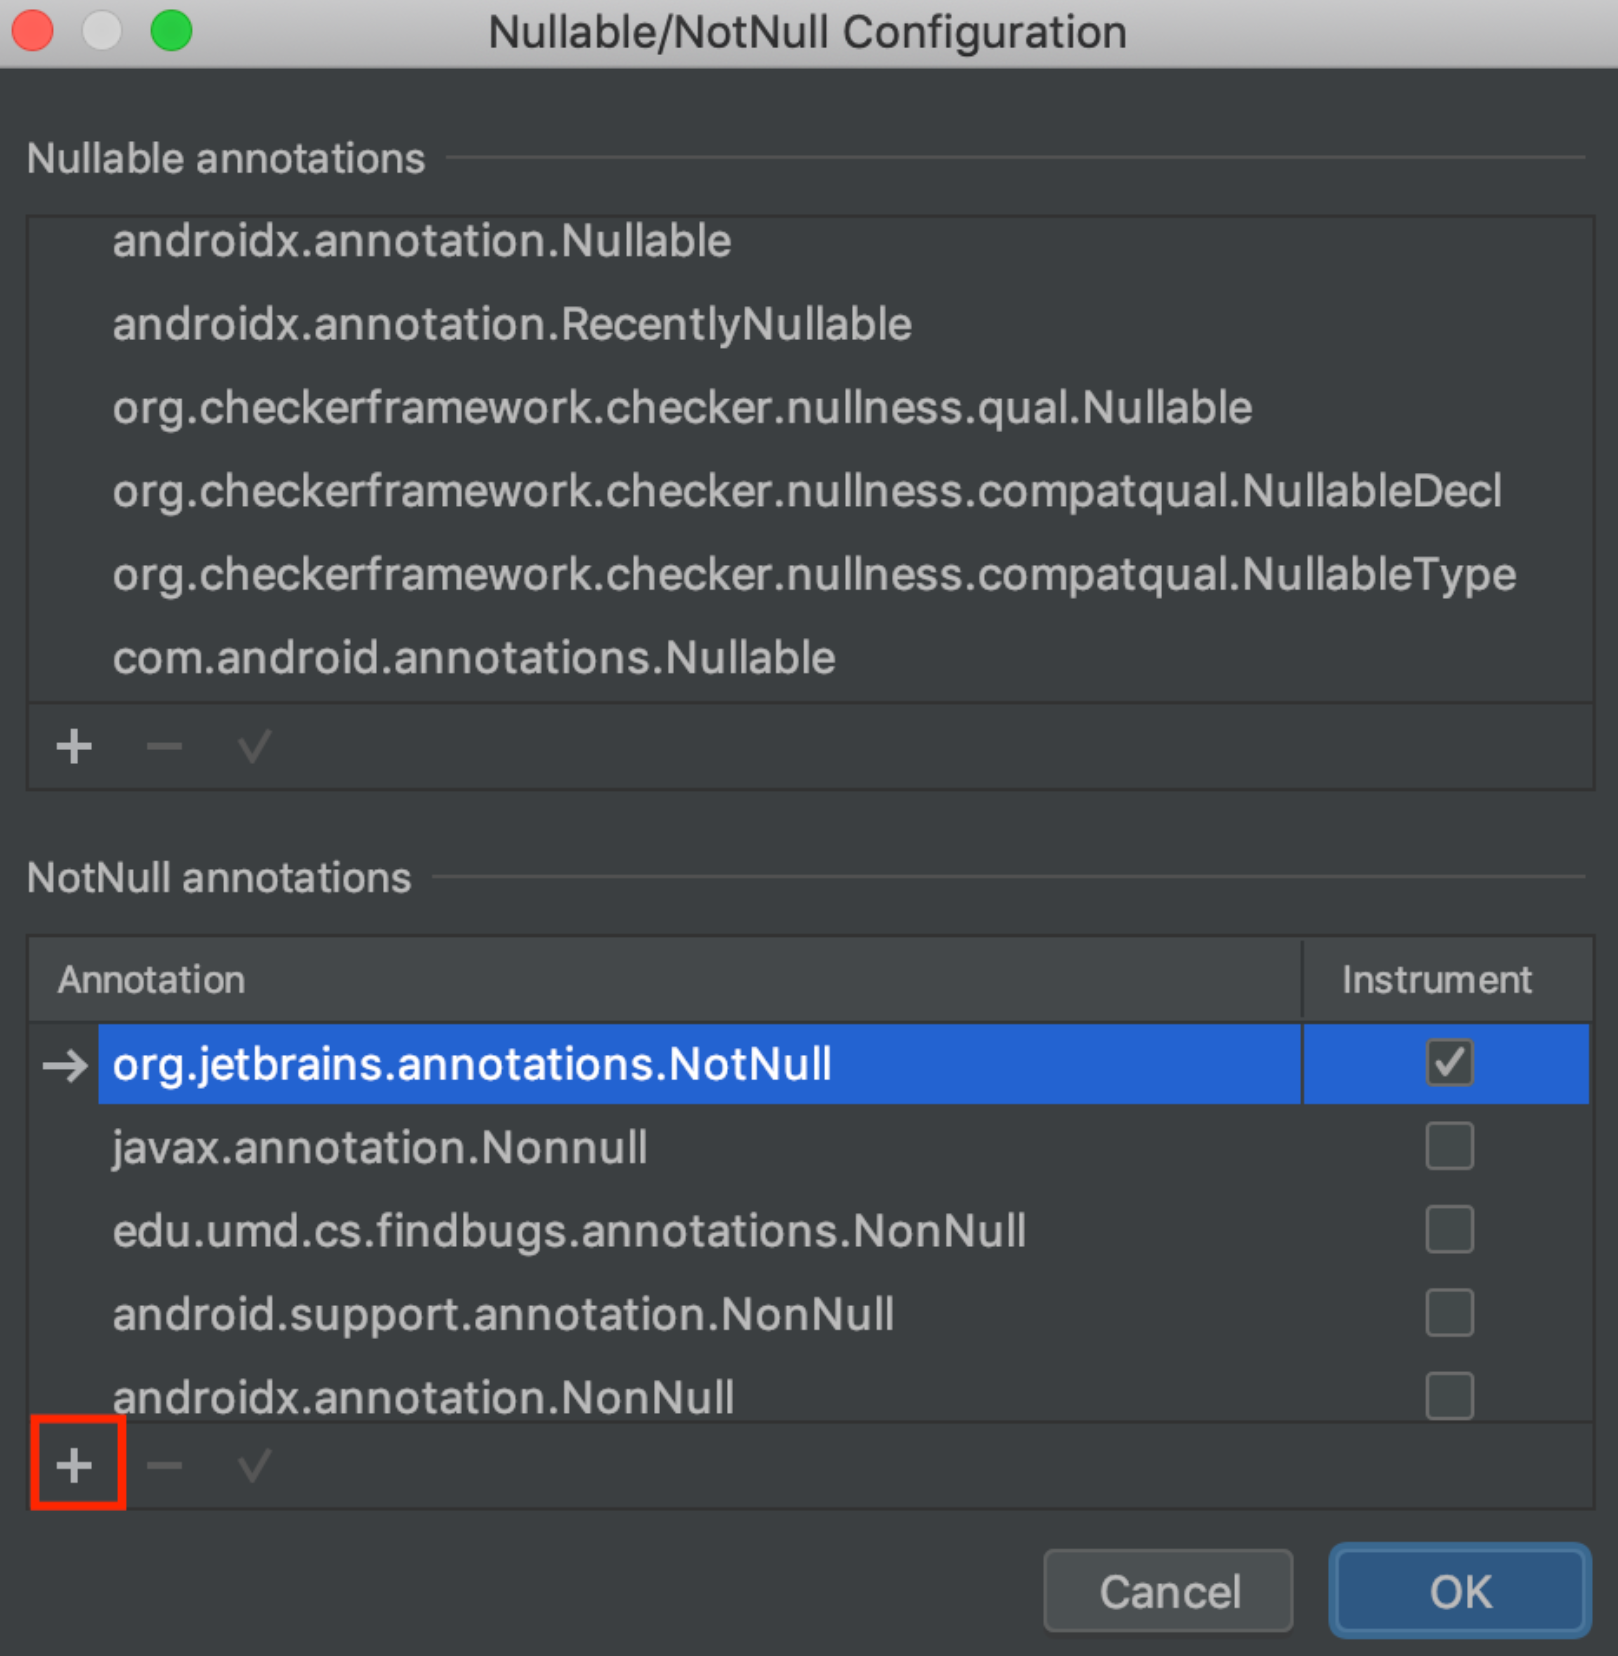 Nullable/NotNull Configuration
Nullable annotations
androidx.annotation.Nullable
androidx.annotation.RecentlyNullable
org.checkerframework.checker.nullness.qual.Nullable
org.checkerframework.checker.nullness.compatqual.NullableDecl
org.checkerframework.checker.nullness.compatqual.NullableType
com.android.annotations.Nullable
NotNull annotations
Annotation Instrument
org.jetbrains.annotations.NotNull
javax.annotation.Nonnull
edu.umd.cs.findbugs.annotations.NonNull
android.support.annotation.NonNull
androidx.annotation.NonNull
Cancel OK